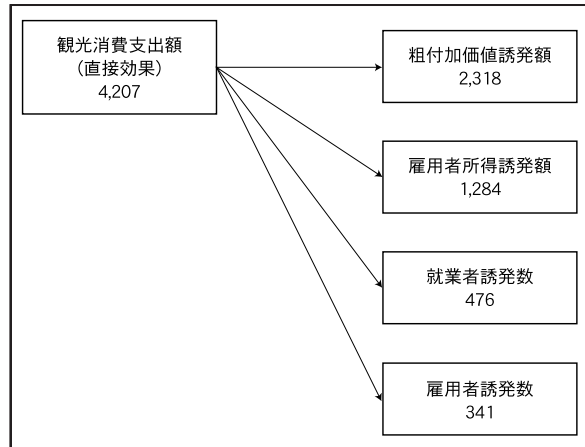 観光消費支出額
(直接効果)
4,207
粗付加価値誘発額
2,318
雇用者所得誘発額
1,284
就業者誘発数
476
雇用者誘発数
341